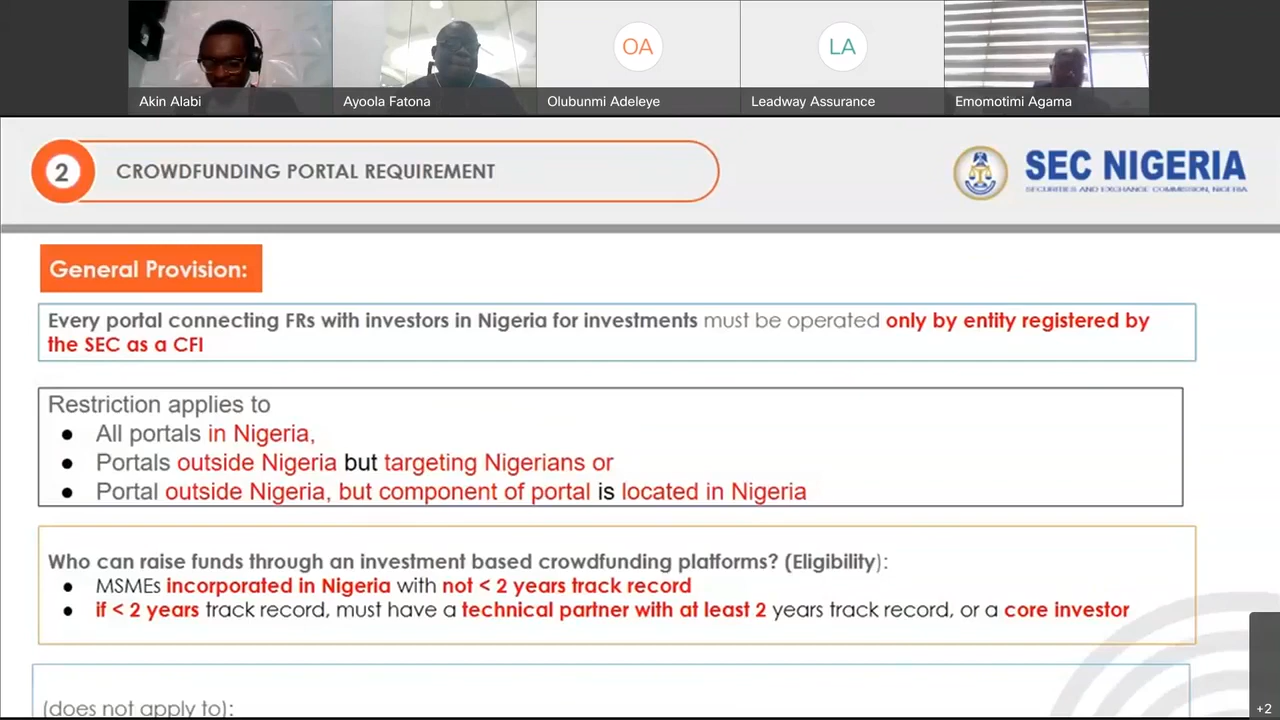 Akin Alabi
Ayoola Fatona
OA
Olubunmi Adeleye
LA
Leadway Assurance
Emomotimi Agama
2
CROWDFUNDING PORTAL REQUIREMENT
SEC NIGERIA
SECURITIES AND EXCHANGE COMMISSION, NIGERIA
General Provision:
Every portal connecting FRs with investors in Nigeria for investments must be operated only by entity registered by
the SEC as a CFI
Restriction applies to
● All portals in Nigeria,
● Portals outside Nigeria but targeting Nigerians or
● Portal outside Nigeria, but component of portal is located in Nigeria
Who can raise funds through an investment based crowdfunding platforms? (Eligibility):
● MSMEs incorporated in Nigeria with not < 2 years track record
● if < 2 years track record, must have a technical partner with at least 2 years track record, or a core investor
(does not apply to):
+2